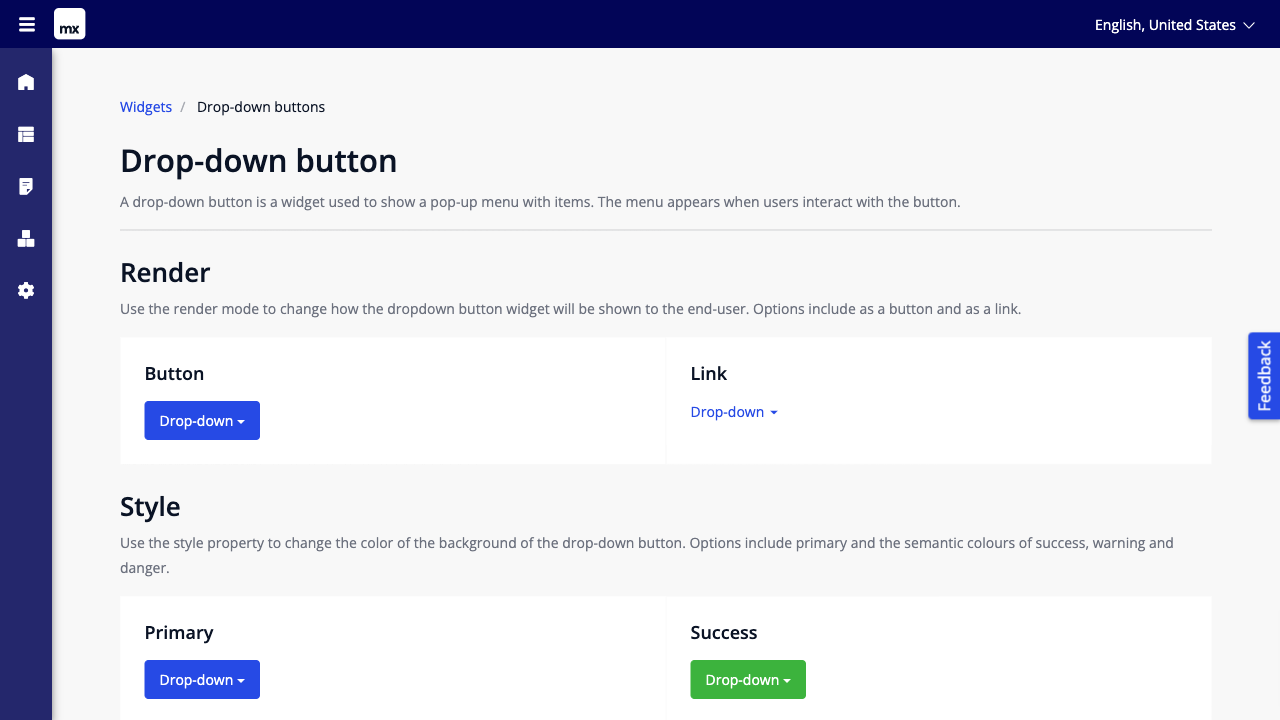 mx
English, United States
Widgets / Drop-down buttons
Drop-down button
A drop-down button is a widget used to show a pop-up menu with items. The menu appears when users interact with the button.
Render
Use the render mode to change how the dropdown button widget will be shown to the end-user. Options include as a button and as a link.
Button
Drop-down
Link
Drop-down
Feedback
Style
Use the style property to change the color of the background of the drop-down button. Options include primary and the semantic colours of success, warning and
danger.
Primary
Drop-down
Success
Drop-down